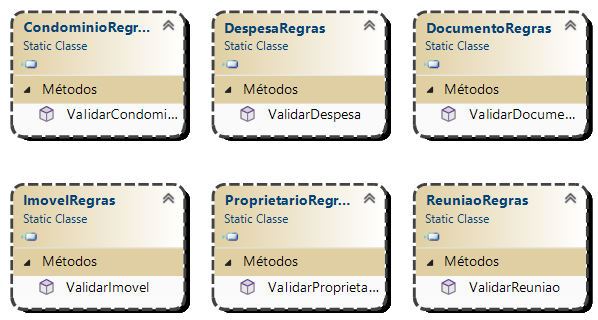 CondominioRegr...
Static Classe
Métodos
ValidarCondomi...
DespesaRegras
Static Classe
Métodos
ValidarDespesa
DocumentoRegras
Static Classe
Métodos
ValidarDocume...
ImovelRegras
Static Classe
Métodos
ValidarImovel
ProprietarioRegr...
Static Classe
Métodos
ValidarProprieta...
ReuniaoRegras
Static Classe
Métodos
ValidarReuniao